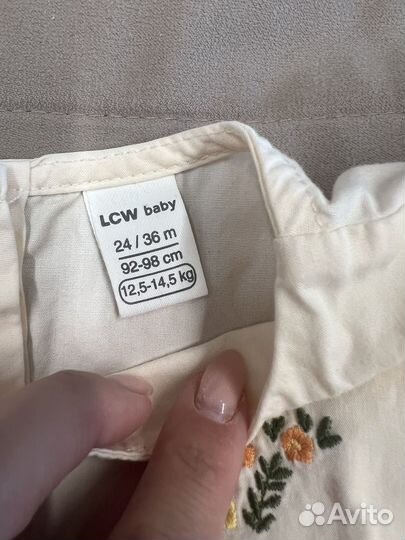 LCW baby
24 / 36 m
92-98 cm
12,5-14,5 kg
Avito